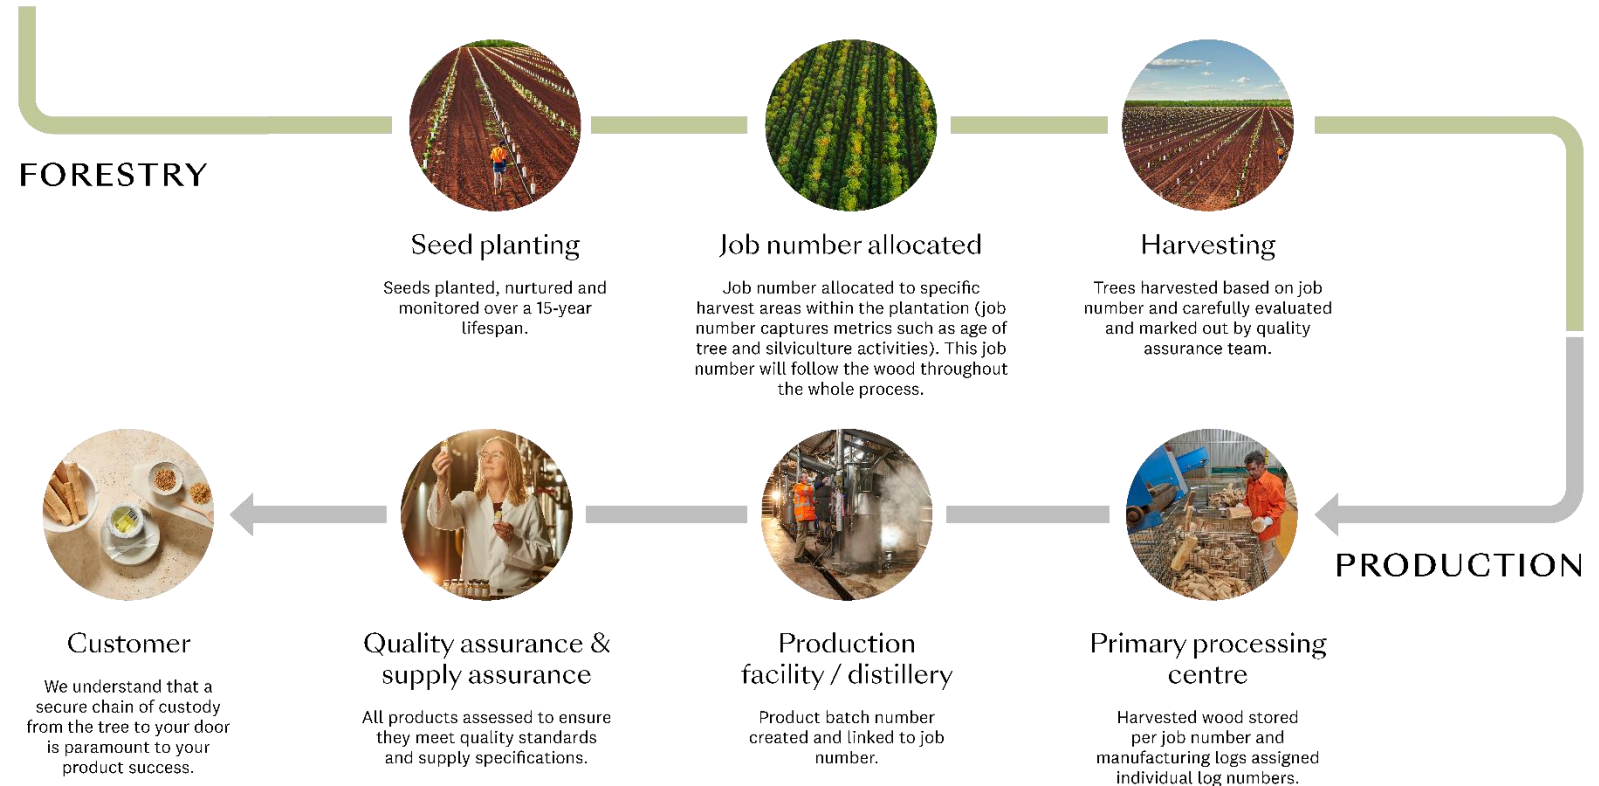 FORESTRY
Seed planting
Seeds planted, nurtured and
monitored over a 15-year
lifespan.
Job number allocated
Job number allocated to specific
harvest areas within the plantation (job
number captures metrics such as age of
tree and silviculture activities). This job
number will follow the wood throughout
the whole process.
Harvesting
Trees harvested based on job
number and carefully evaluated
and marked out by quality
assurance team.
PRODUCTION
Primary processing
centre
Harvested wood stored
per job number and
manufacturing logs assigned
individual log numbers.
Production
facility / distillery
Product batch number
created and linked to job
number.
Quality assurance &
supply assurance
All products assessed to ensure
they meet quality standards
and supply specifications.
Customer
We understand that a
secure chain of custody
from the tree to your door
is paramount to your
product success.